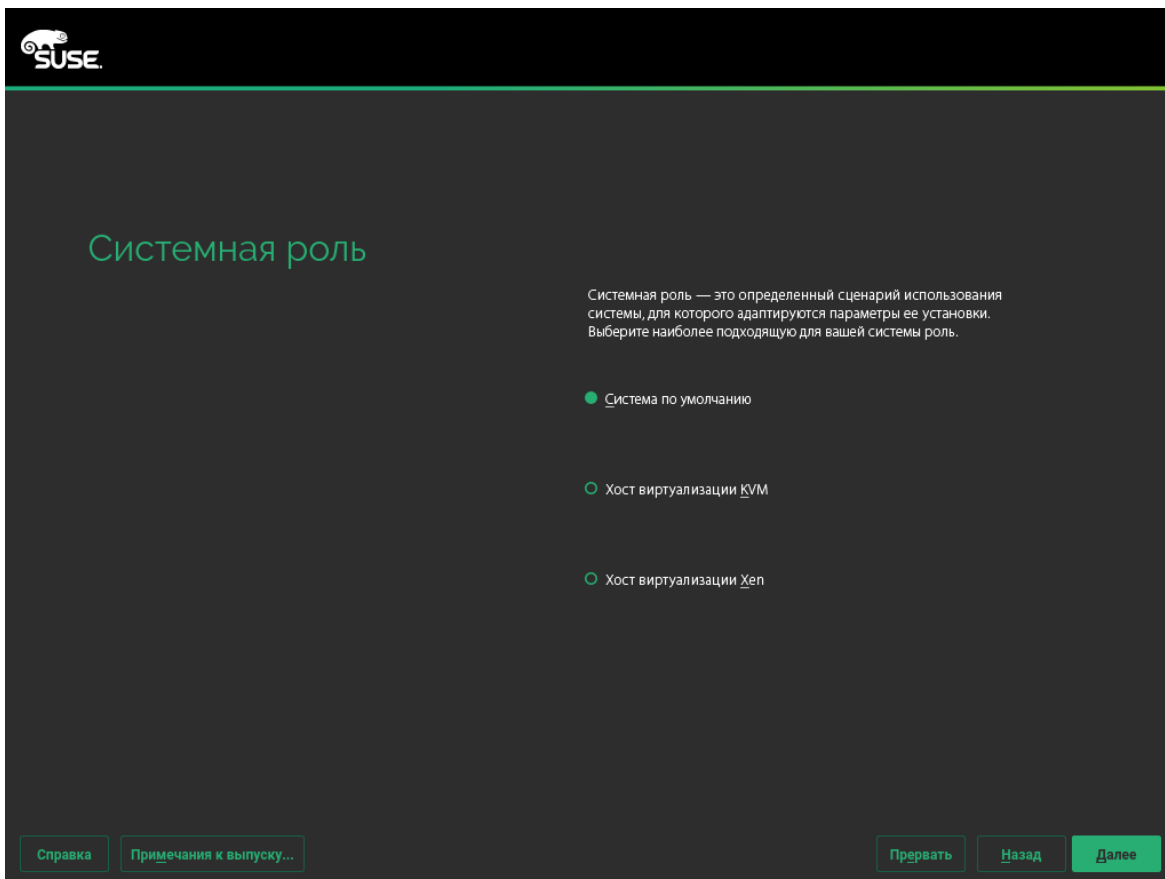 SUSE.
Системная роль
Системная роль — это определенный сценарий использования
системы, для которого адаптируются параметры ее установки.
Выберите наиболее подходящую для вашей системы роль.
Система по умолчанию
Хост виртуализации KVM
Хост виртуализации Xen
Справка
Примечания к выпуску...
Прервать
Назад
Далее